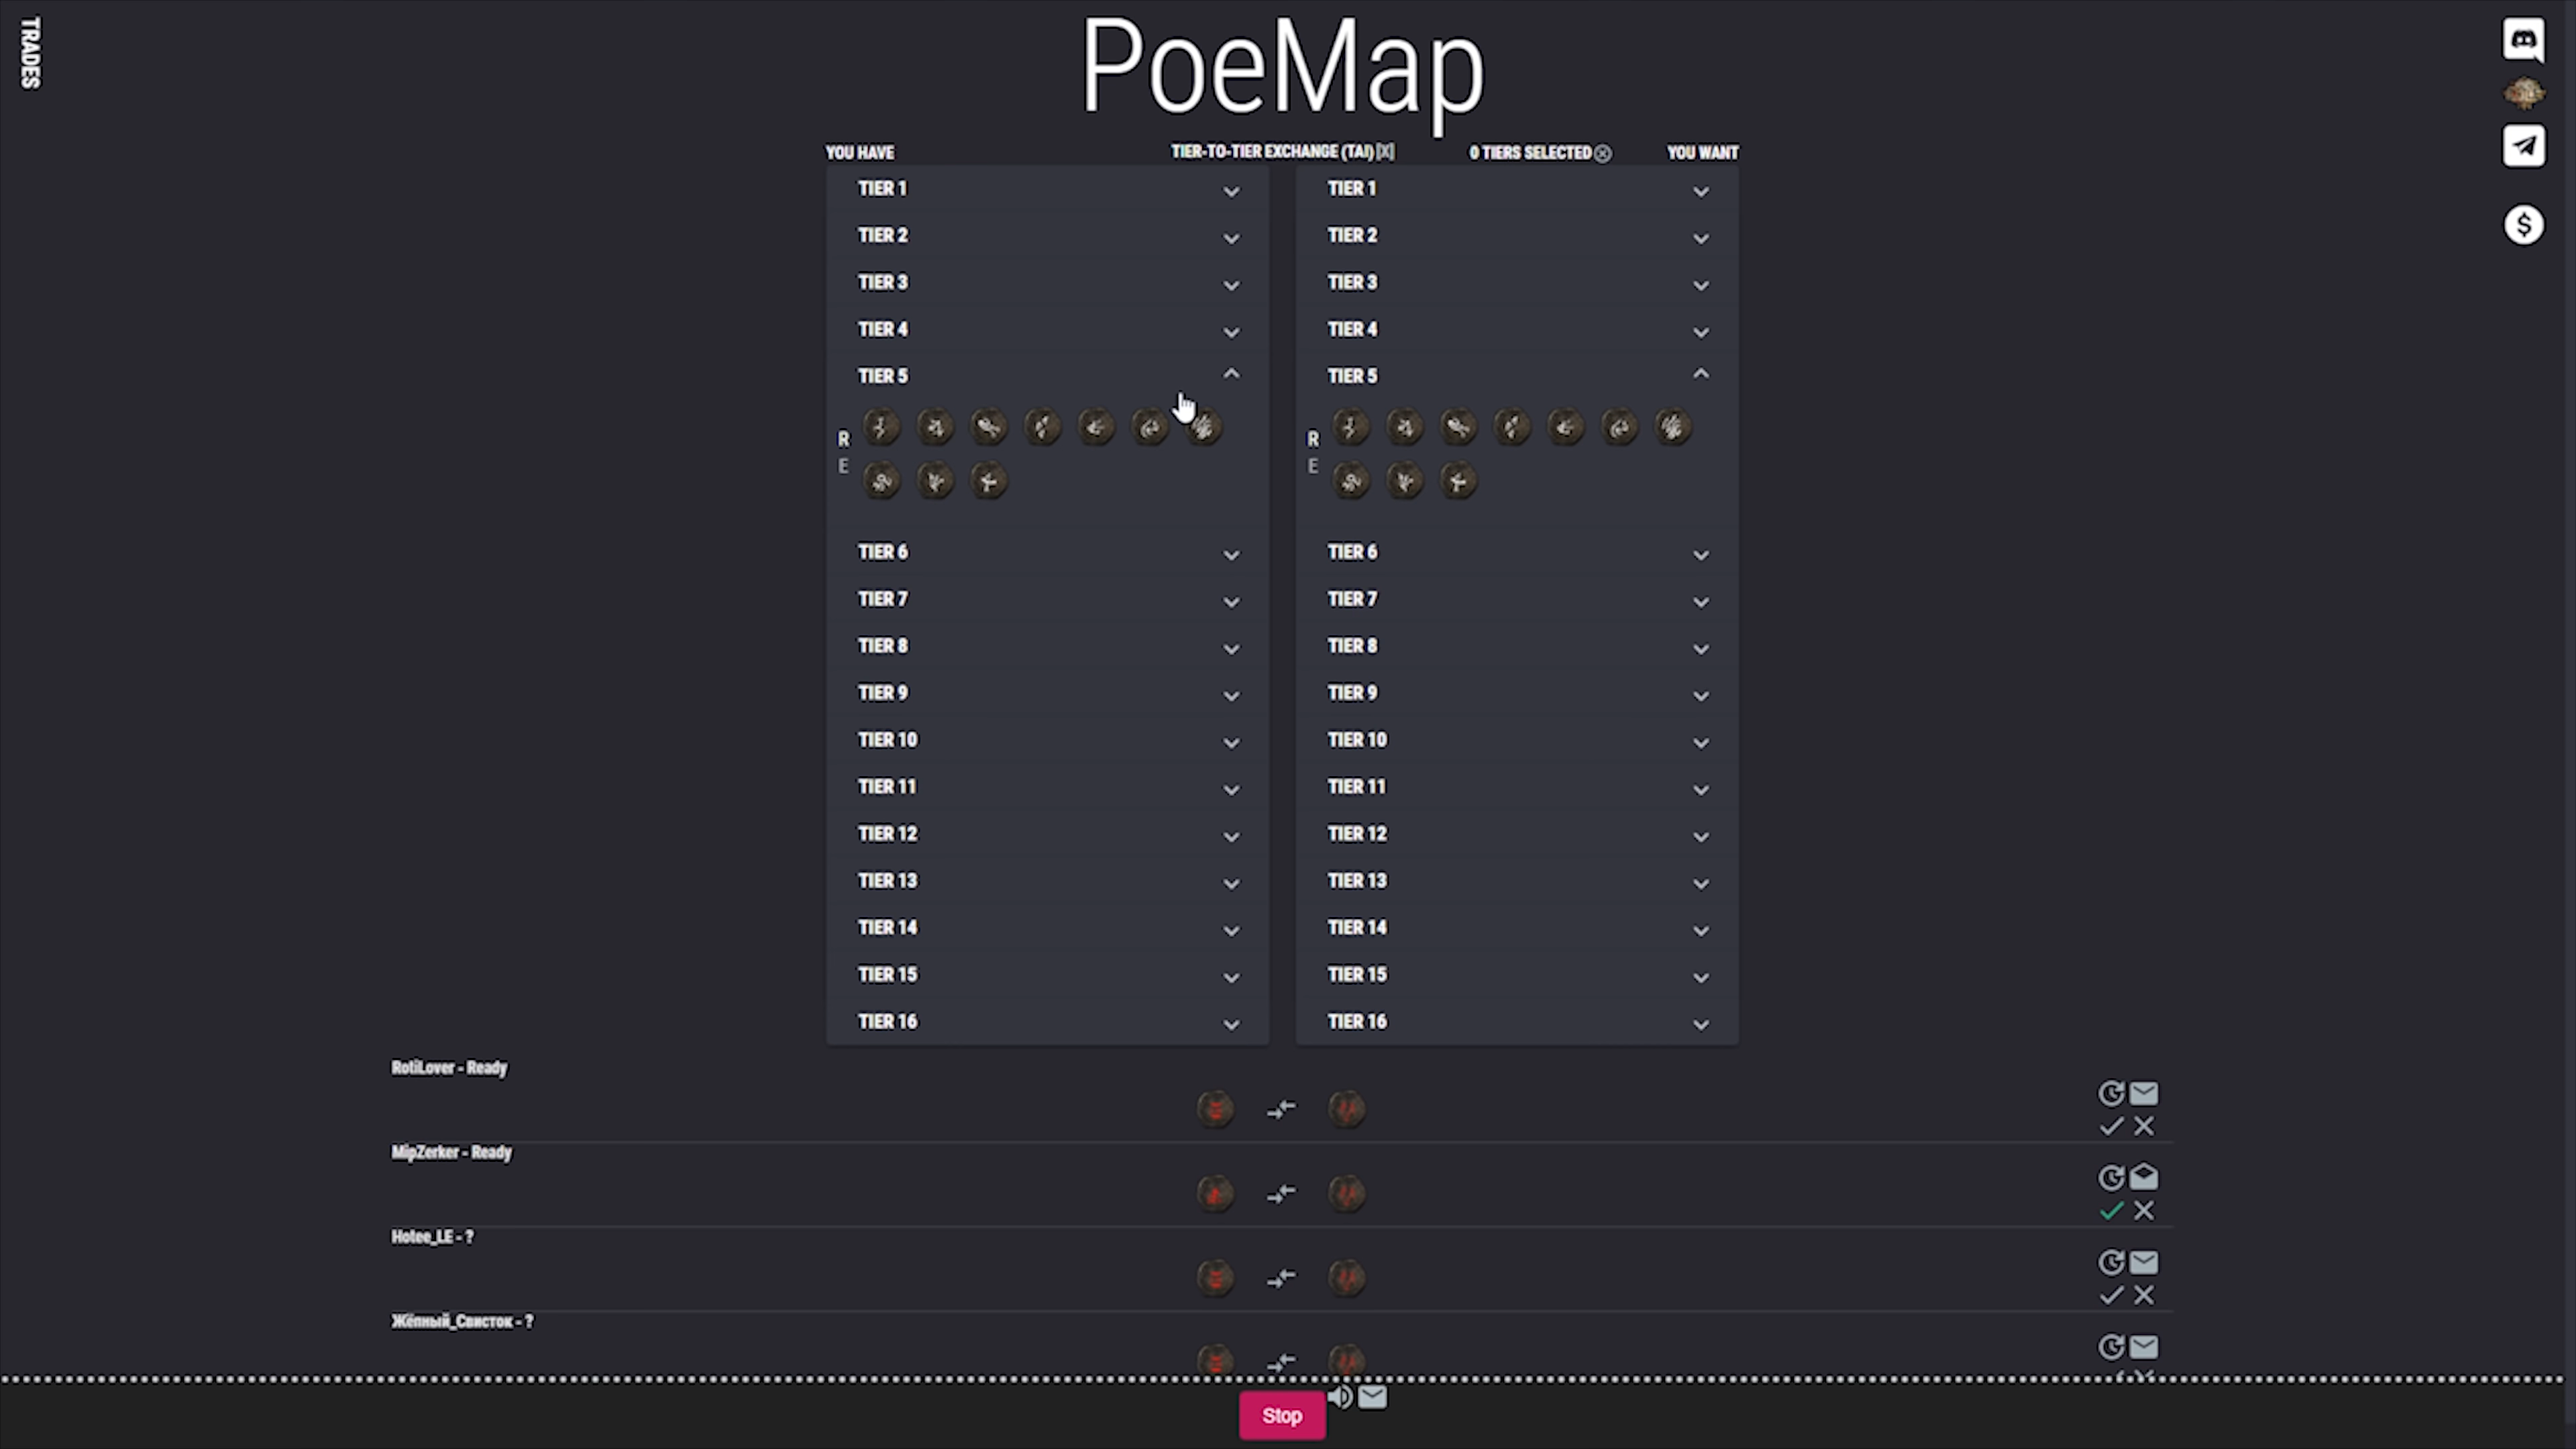 TRADES
PoeMap
YOU HAVE TIER-TO-TIER EXCHANGE (TAI)[X] 0 TIERS SELECTED YOU WANT
TIER 1 TIER 1
TIER 2 TIER 2
TIER 3 TIER 3
TIER 4 TIER 4
TIER 5 TIER 5
R R
E E
TIER 6 TIER 6
TIER 7 TIER 7
TIER 8 TIER 8
TIER 9 TIER 9
TIER 10 TIER 10
TIER 11 TIER 11
TIER 12 TIER 12
TIER 13 TIER 13
TIER 14 TIER 14
TIER 15 TIER 15
TIER 16 TIER 16
RotiLover - Ready
MipZerker - Ready
Hotee_LE - ?
Жёпный_Свисток - ?
Stop